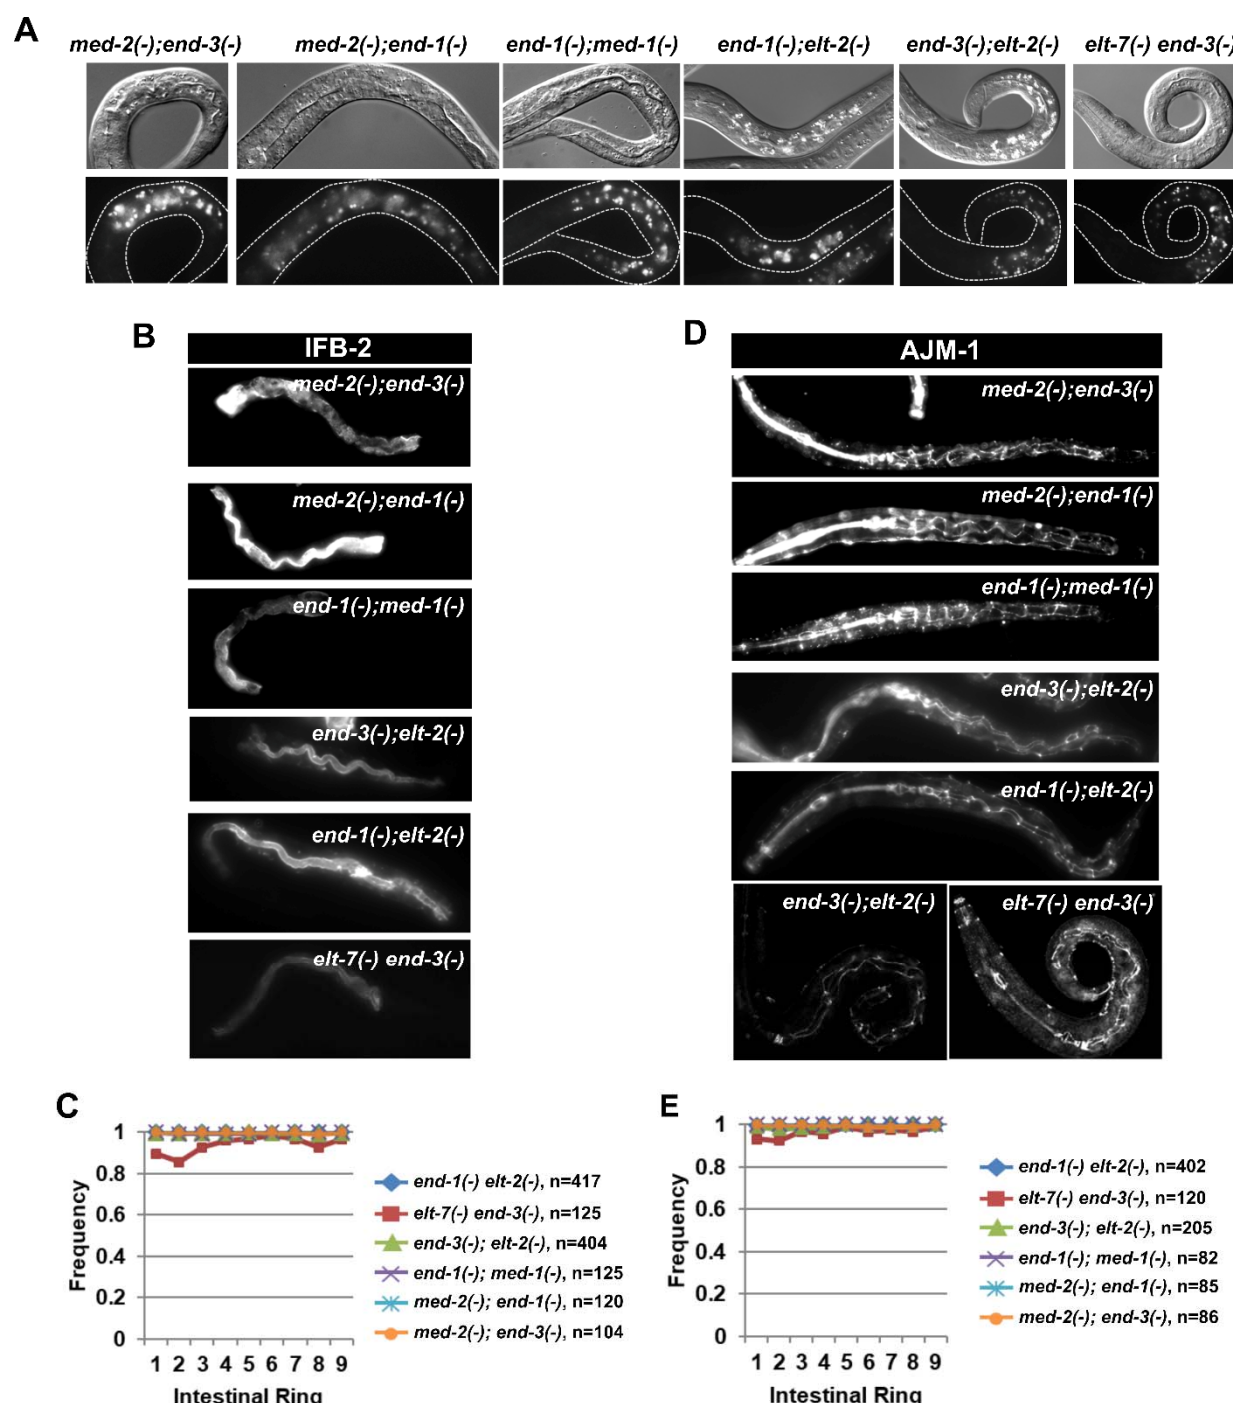 A
med-2(-);end-3(-) med-2(-);end-1(-) end-1(-);med-1(-) end-1(-);elt-2(-) end-3(-);elt-2(-) elt-7(-) end-3(-)
B
IFB-2
med-2(-);end-3(-)
med-2(-);end-1(-)
end-1(-);med-1(-)
end-3(-);elt-2(-)
end-1(-);elt-2(-)
elt-7(-) end-3(-)
D
AJM-1
med-2(-);end-3(-)
med-2(-);end-1(-)
end-1(-);med-1(-)
end-3(-);elt-2(-)
end-1(-);elt-2(-)
end-3(-);elt-2(-) elt-7(-) end-3(-)
C
Frequency
1
0.8
0.6
0.4
0.2
0
1 2 3 4 5 6 7 8 9
Intestinal Ring
end-1(-) elt-2(-), n=417
elt-7(-) end-3(-), n=125
end-3(-); elt-2(-), n=404
end-1(-); med-1(-), n=125
med-2(-); end-1(-), n=120
med-2(-); end-3(-), n=104
E
Frequency
1
0.8
0.6
0.4
0.2
0
1 2 3 4 5 6 7 8 9
Intestinal Ring
end-1(-) elt-2(-), n=402
elt-7(-) end-3(-), n=120
end-3(-); elt-2(-), n=205
end-1(-); med-1(-), n=82
med-2(-); end-1(-), n=85
med-2(-); end-3(-), n=86